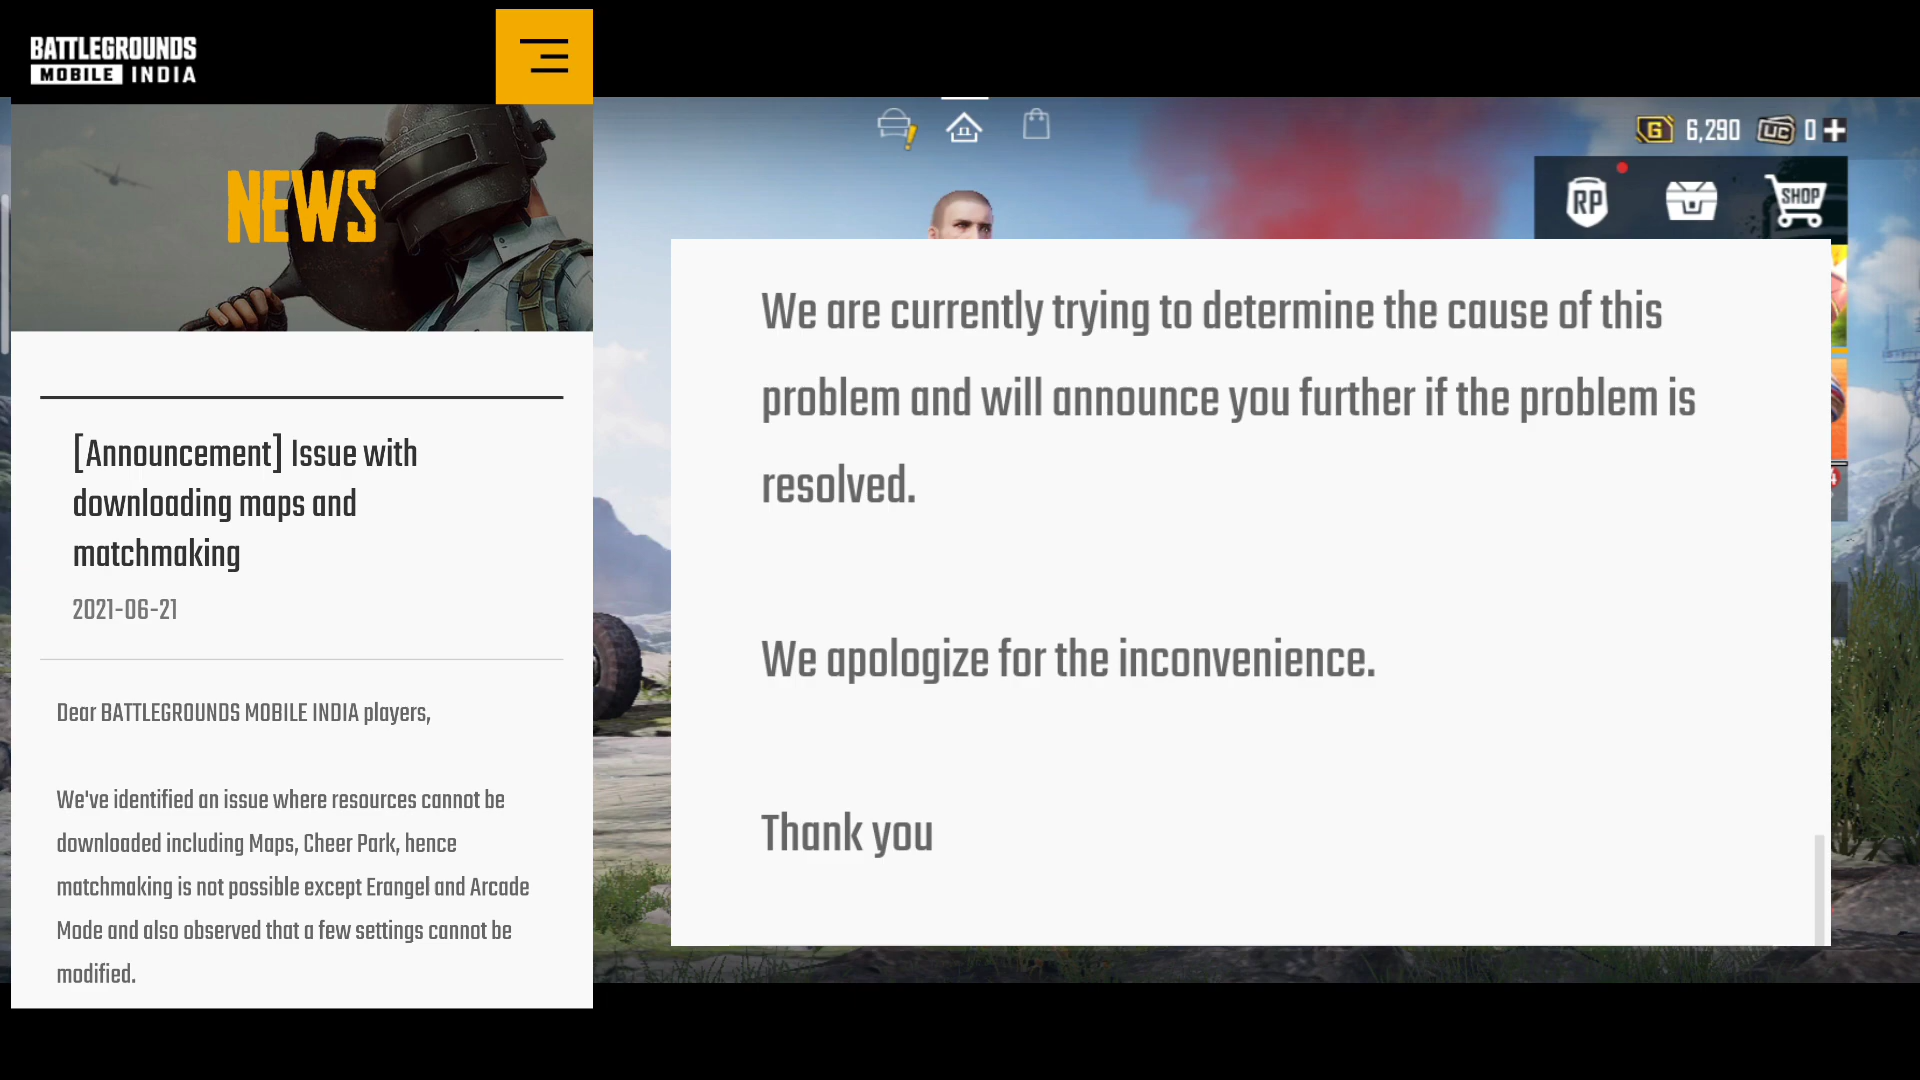 BATTLEGROUNDS
MOBILE INDIA
NEWS
[Announcement] Issue with
downloading maps and
matchmaking
2021-06-21
Dear BATTLEGROUNDS MOBILE INDIA players,
We've identified an issue where resources cannot be
downloaded including Maps, Cheer Park, hence
matchmaking is not possible except Erangel and Arcade
Mode and also observed that a few settings cannot be
modified.
G 6,290 UC 0
RP SHOP
We are currently trying to determine the cause of this
problem and will announce you further if the problem is
resolved.
We apologize for the inconvenience.
Thank you